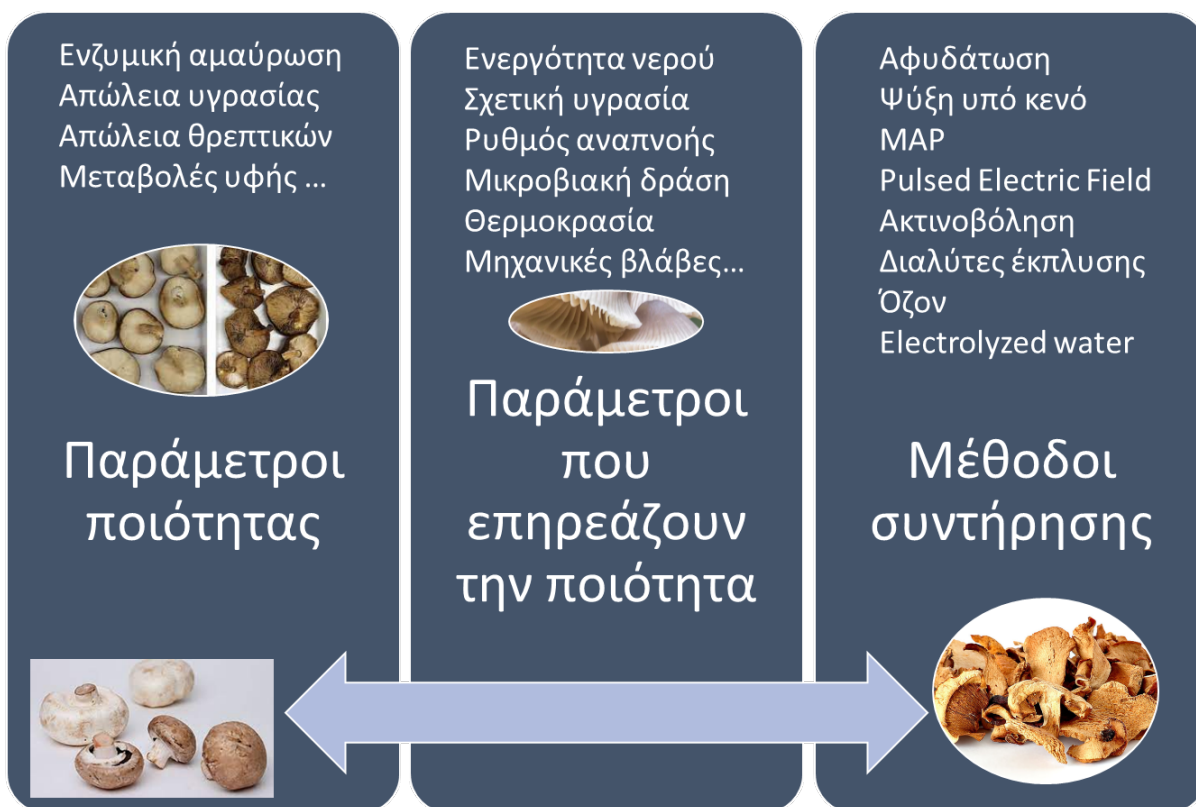 Ενζυμική αμαύρωση
Απώλεια υγρασίας
Απώλεια θρεπτικών
Μεταβολές υφής ...
Παράμετροι
ποιότητας
Ενεργότητα νερού
Σχετική υγρασία
Ρυθμός αναπνοής
Μικροβιακή δράση
Θερμοκρασία
Μηχανικές βλάβες...
Παράμετροι
που
επηρεάζουν
την ποιότητα
Αφυδάτωση
Ψύξη υπό κενό
MAP
Pulsed Electric Field
Ακτινοβόληση
Διαλύτες έκπλυσης
Όζον
Electrolyzed water
Μέθοδοι
συντήρησης